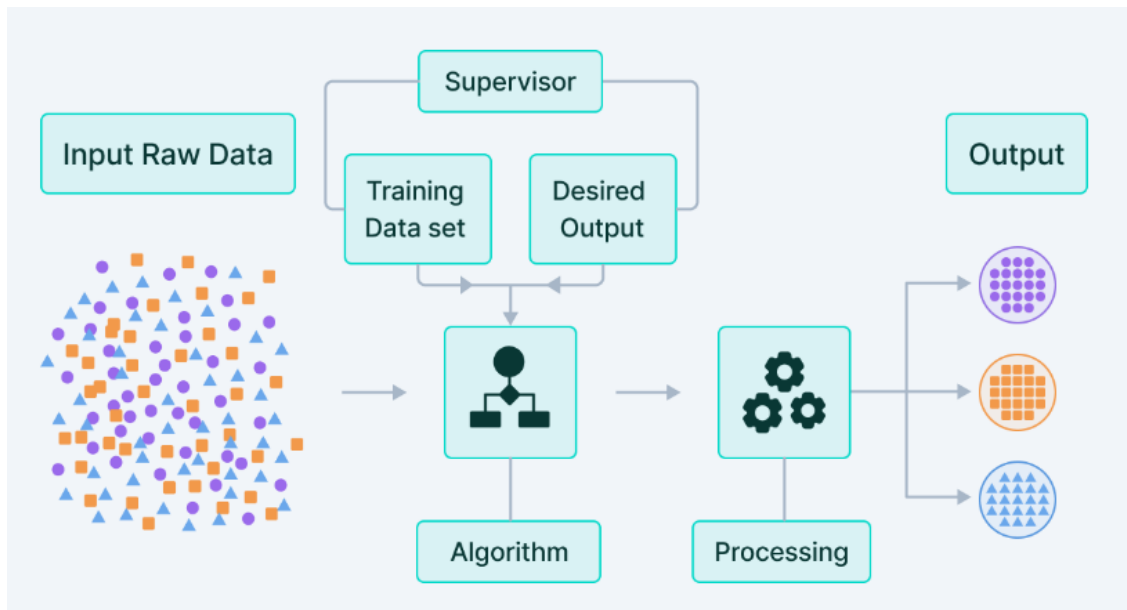 Supervisor
Input Raw Data
Training
Data set
Desired
Output
Output
Algorithm
Processing